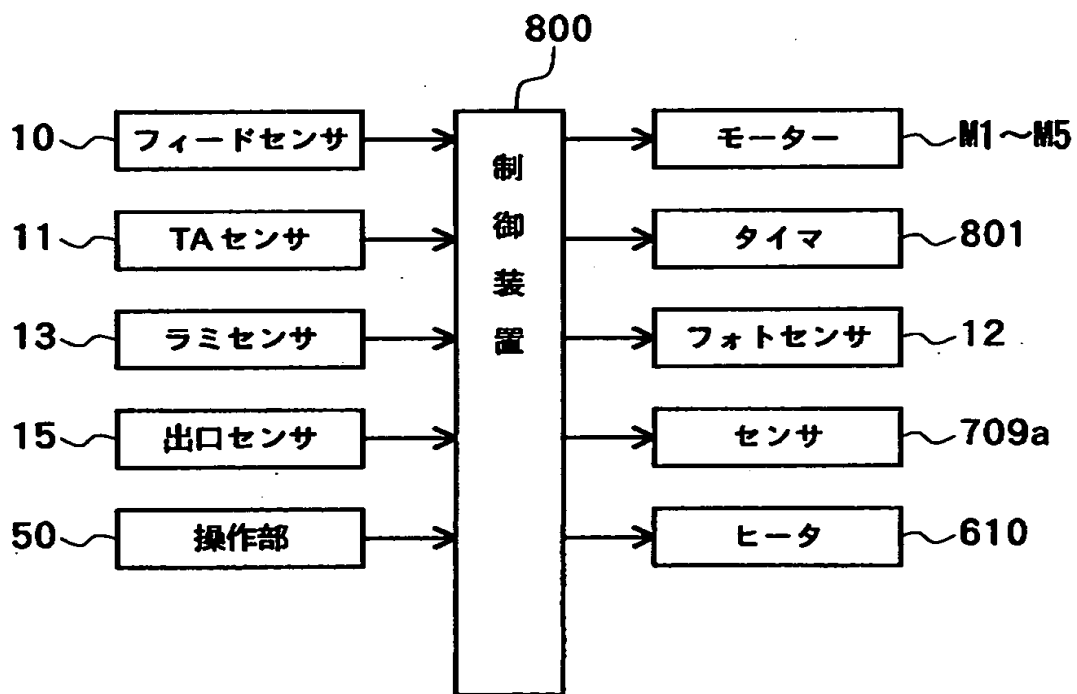 800
10 フィードセンサ
11 TAセンサ
13 ラミセンサ
15 出口センサ
50 操作部
制御装置
モーター M1～M5
タイマ 801
フォトセンサ 12
センサ 709a
ヒータ 610